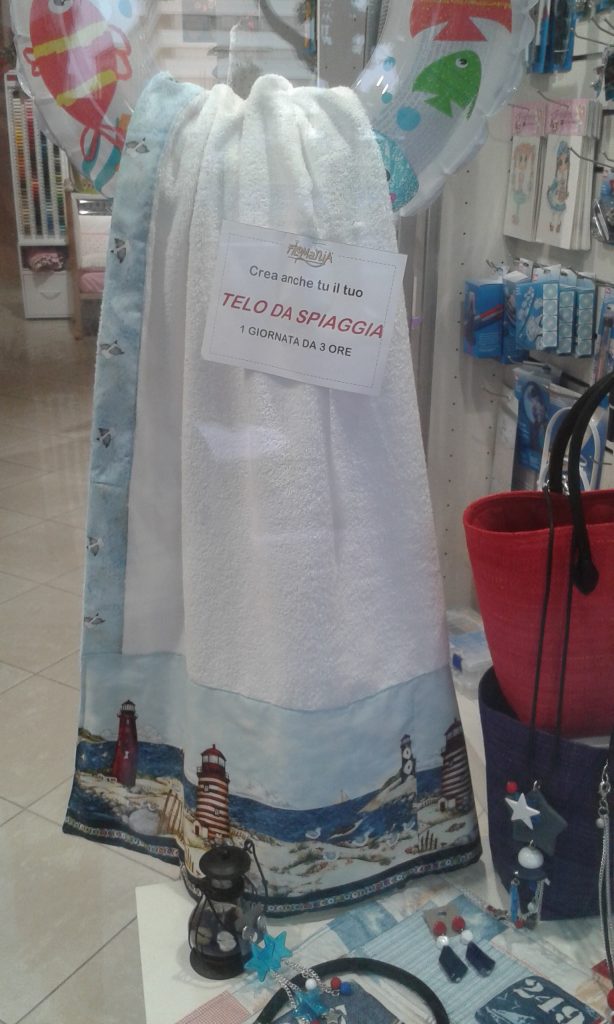 Crea anche tu il tuo
TELO DA SPIAGGIA
1 GIORNATA DA 3 ORE